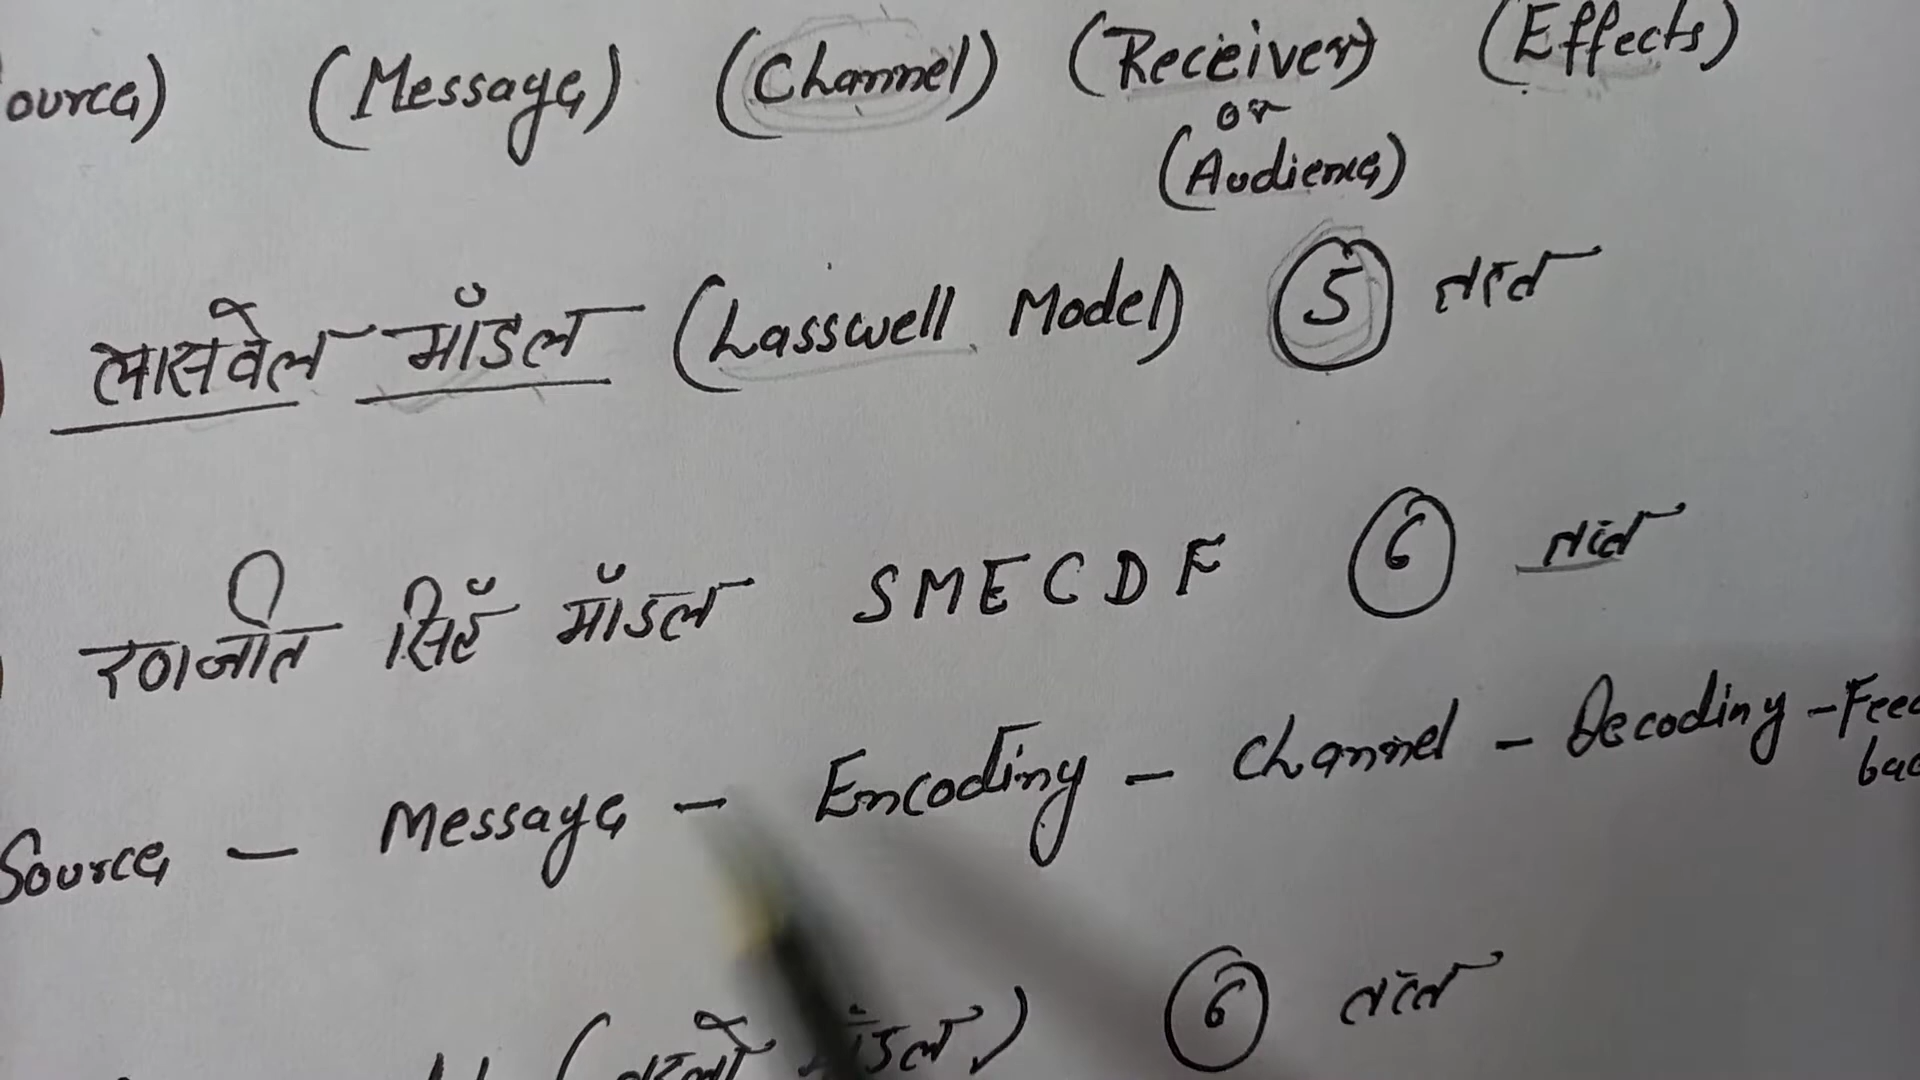 ource) (Message) (Channel) (Receiver) (Effects)
or
(Audience)
लासवेल मॉडल (Lasswell Model) 5 तत्व
रणजीत सिहँ मॉडल SMECDF 6 तत्व
Source - Message - Encoding - Channel - Decoding - Feed
bac
मॉडल) 6 तत्व